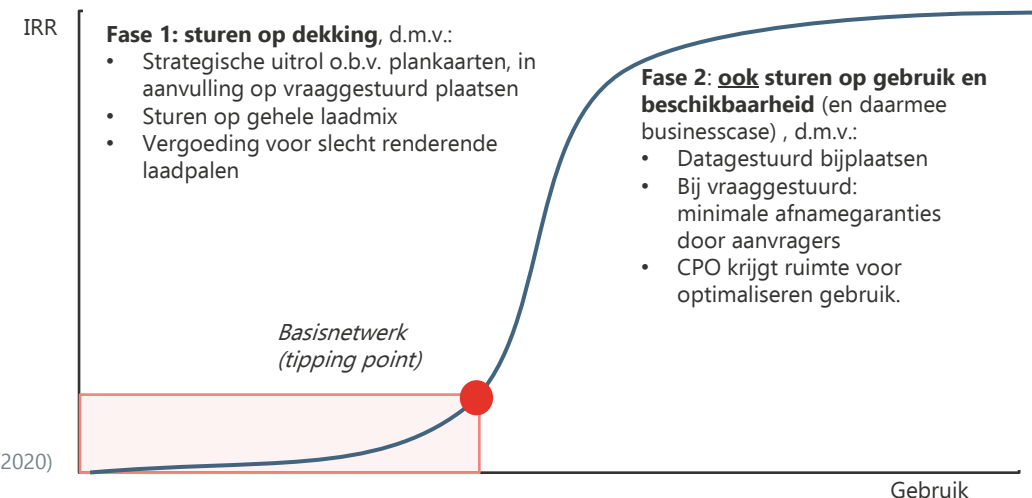 IRR
Fase 1: sturen op dekking, d.m.v.:
• Strategische uitrol o.b.v. plankaarten, in
aanvulling op vraaggestuurd plaatsen
• Sturen op gehele laadmix
• Vergoeding voor slecht renderende
laadpalen
Fase 2: ook sturen op gebruik en
beschikbaarheid (en daarmee
businesscase) , d.m.v.:
• Datagestuurd bijplaatsen
• Bij vraaggestuurd:
minimale afnamegaranties
door aanvragers
• CPO krijgt ruimte voor
optimaliseren gebruik.
Basisnetwerk
(tipping point)
2020)
Gebruik